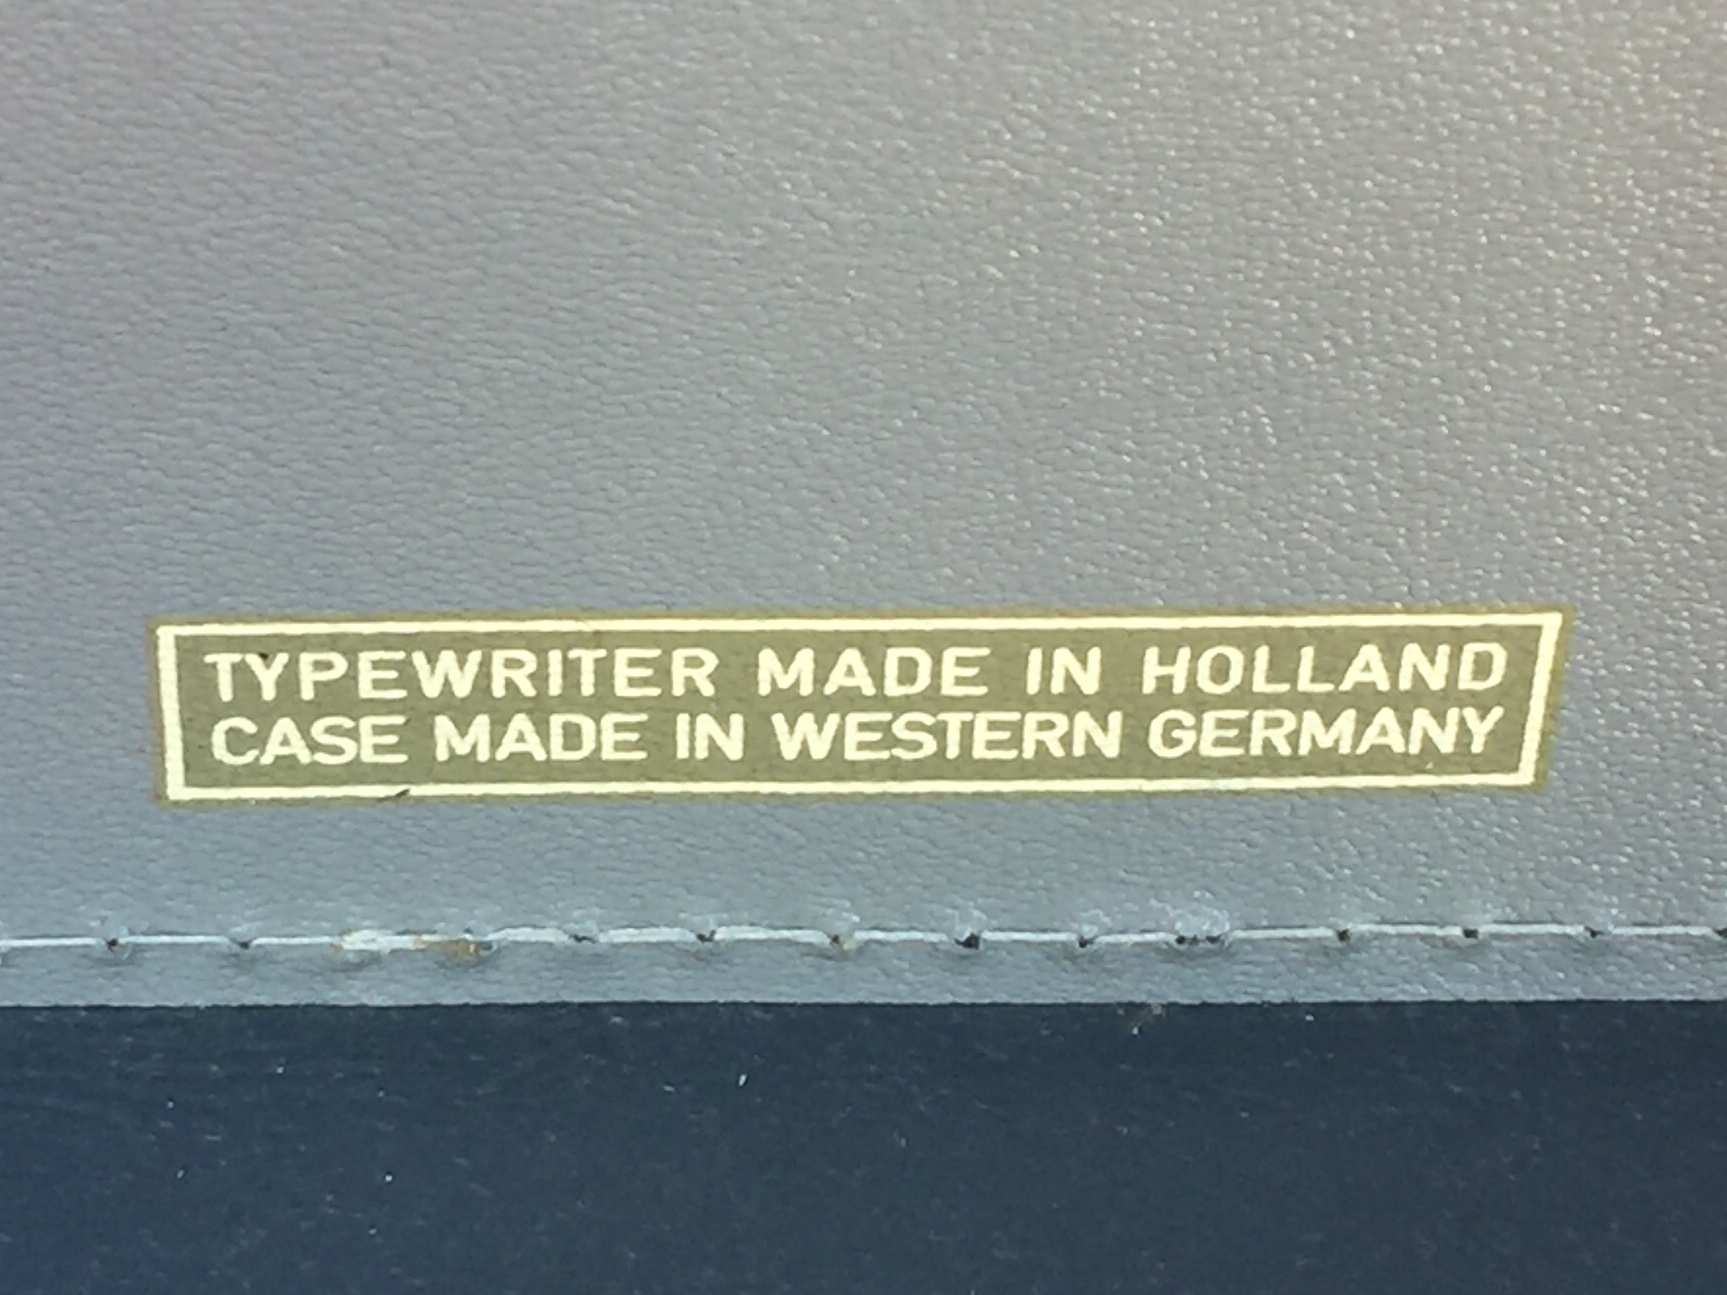 TYPEWRITER MADE IN HOLLAND
CASE MADE IN WESTERN GERMANY